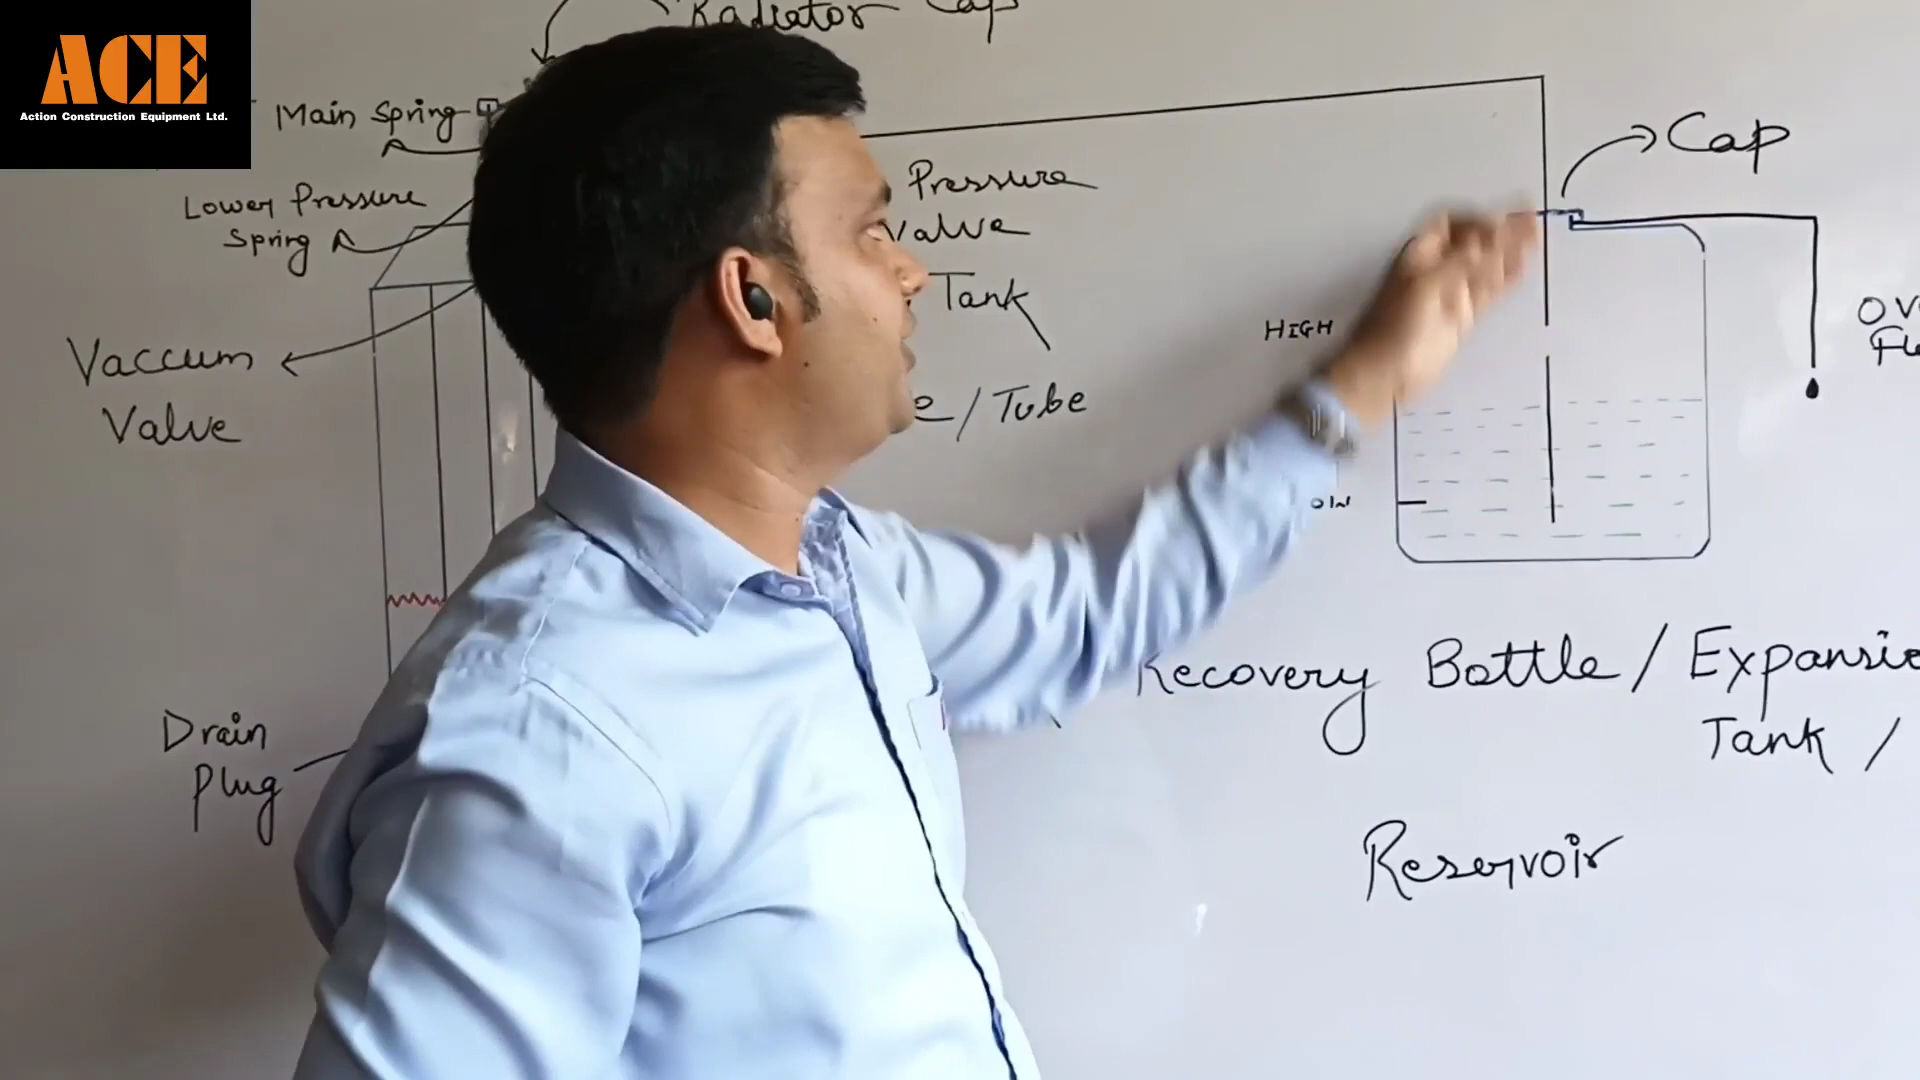 ACE
Action Construction Equipment Ltd.
Radiator Cap
Main Spring
Lower Pressure
Spring
Vaccum
Valve
Drain
Plug
Pressure
Valve
Tank
/ Tube
HIGH
Cap
Recovery Bottle /
Tank /
Reservoir